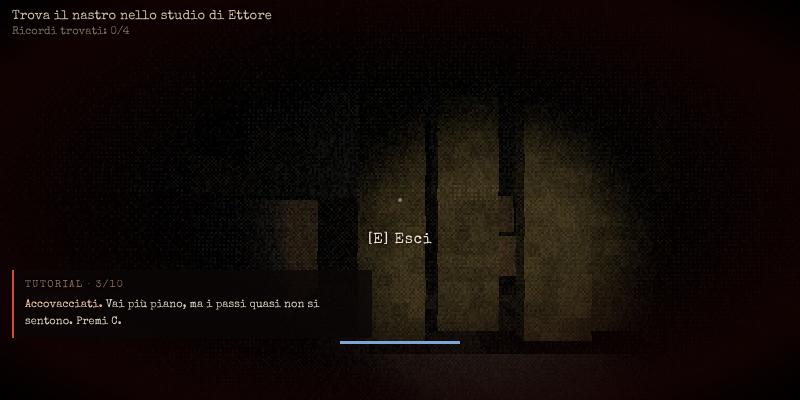 Trova il nastro nello studio di Ettore
Ricordi trovati: 0/4
[E] Esci
TUTORIAL · 3/10
Accovacciati. Vai più piano, ma i passi quasi non si
sentono. Premi C.